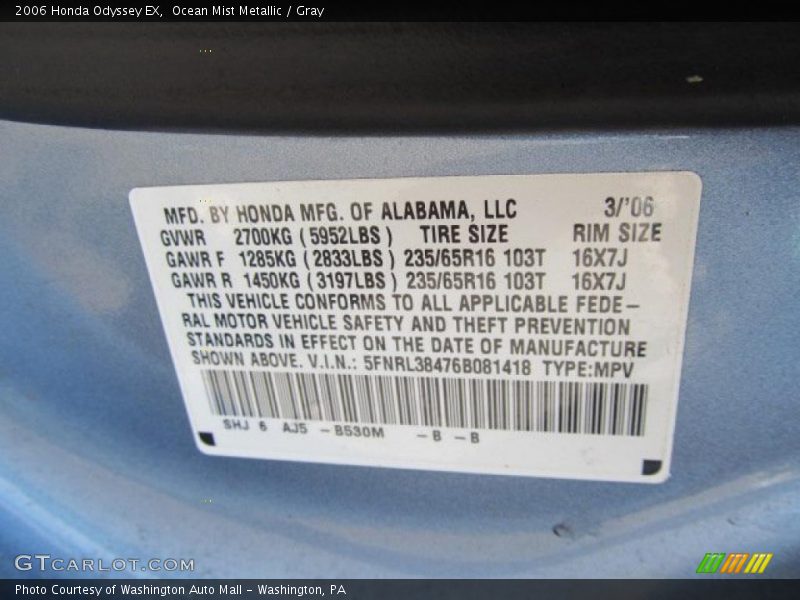 2006 Honda Odyssey EX,  Ocean Mist Metallic / Gray
MFD. BY HONDA MFG. OF ALABAMA, LLC 3/'06
GVWR 2700KG (5952LBS) TIRE SIZE RIM SIZE
GAWR F 1285KG (2833LBS) 235/65R16 103T 16X7J
GAWR R 1450KG (3197LBS) 235/65R16 103T 16X7J
THIS VEHICLE CONFORMS TO ALL APPLICABLE FEDE-
RAL MOTOR VEHICLE SAFETY AND THEFT PREVENTION
STANDARDS IN EFFECT ON THE DATE OF MANUFACTURE
SHOWN ABOVE. V.I.N.: 5FNRL38476B081418 TYPE:MPV
SHJ 6 AJ5 -B530M -B -B
GTCARLOT.COM
Photo Courtesy of Washington Auto Mall - Washington, PA